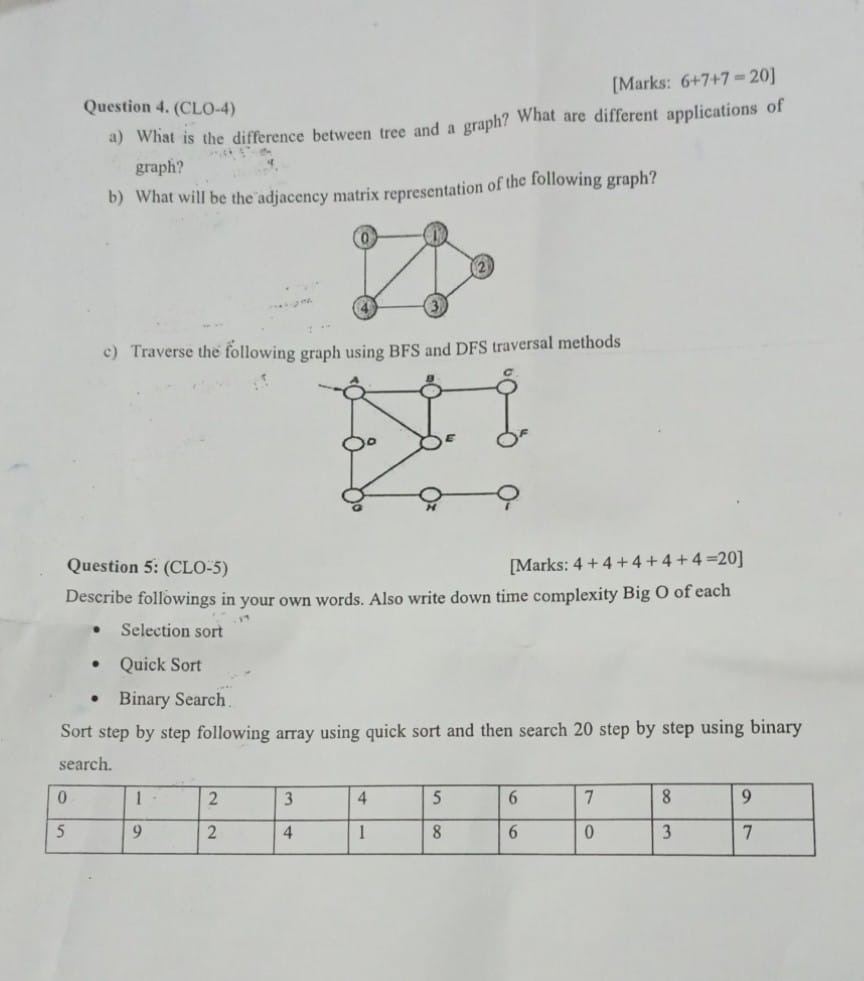 [Marks: 6+7+7 = 20]
Question 4. (CLO-4)
a) What is the difference between tree and a graph? What are different applications of
graph?
b) What will be the adjacency matrix representation of the following graph?
0 1
2
4 3
c) Traverse the following graph using BFS and DFS traversal methods
A B C
D E F
G H I
Question 5: (CLO-5) [Marks: 4 + 4 + 4 + 4 + 4 =20]
Describe followings in your own words. Also write down time complexity Big O of each
• Selection sort
• Quick Sort
• Binary Search
Sort step by step following array using quick sort and then search 20 step by step using binary
search.
0 1 2 3 4 5 6 7 8 9
5 9 2 4 1 8 6 0 3 7